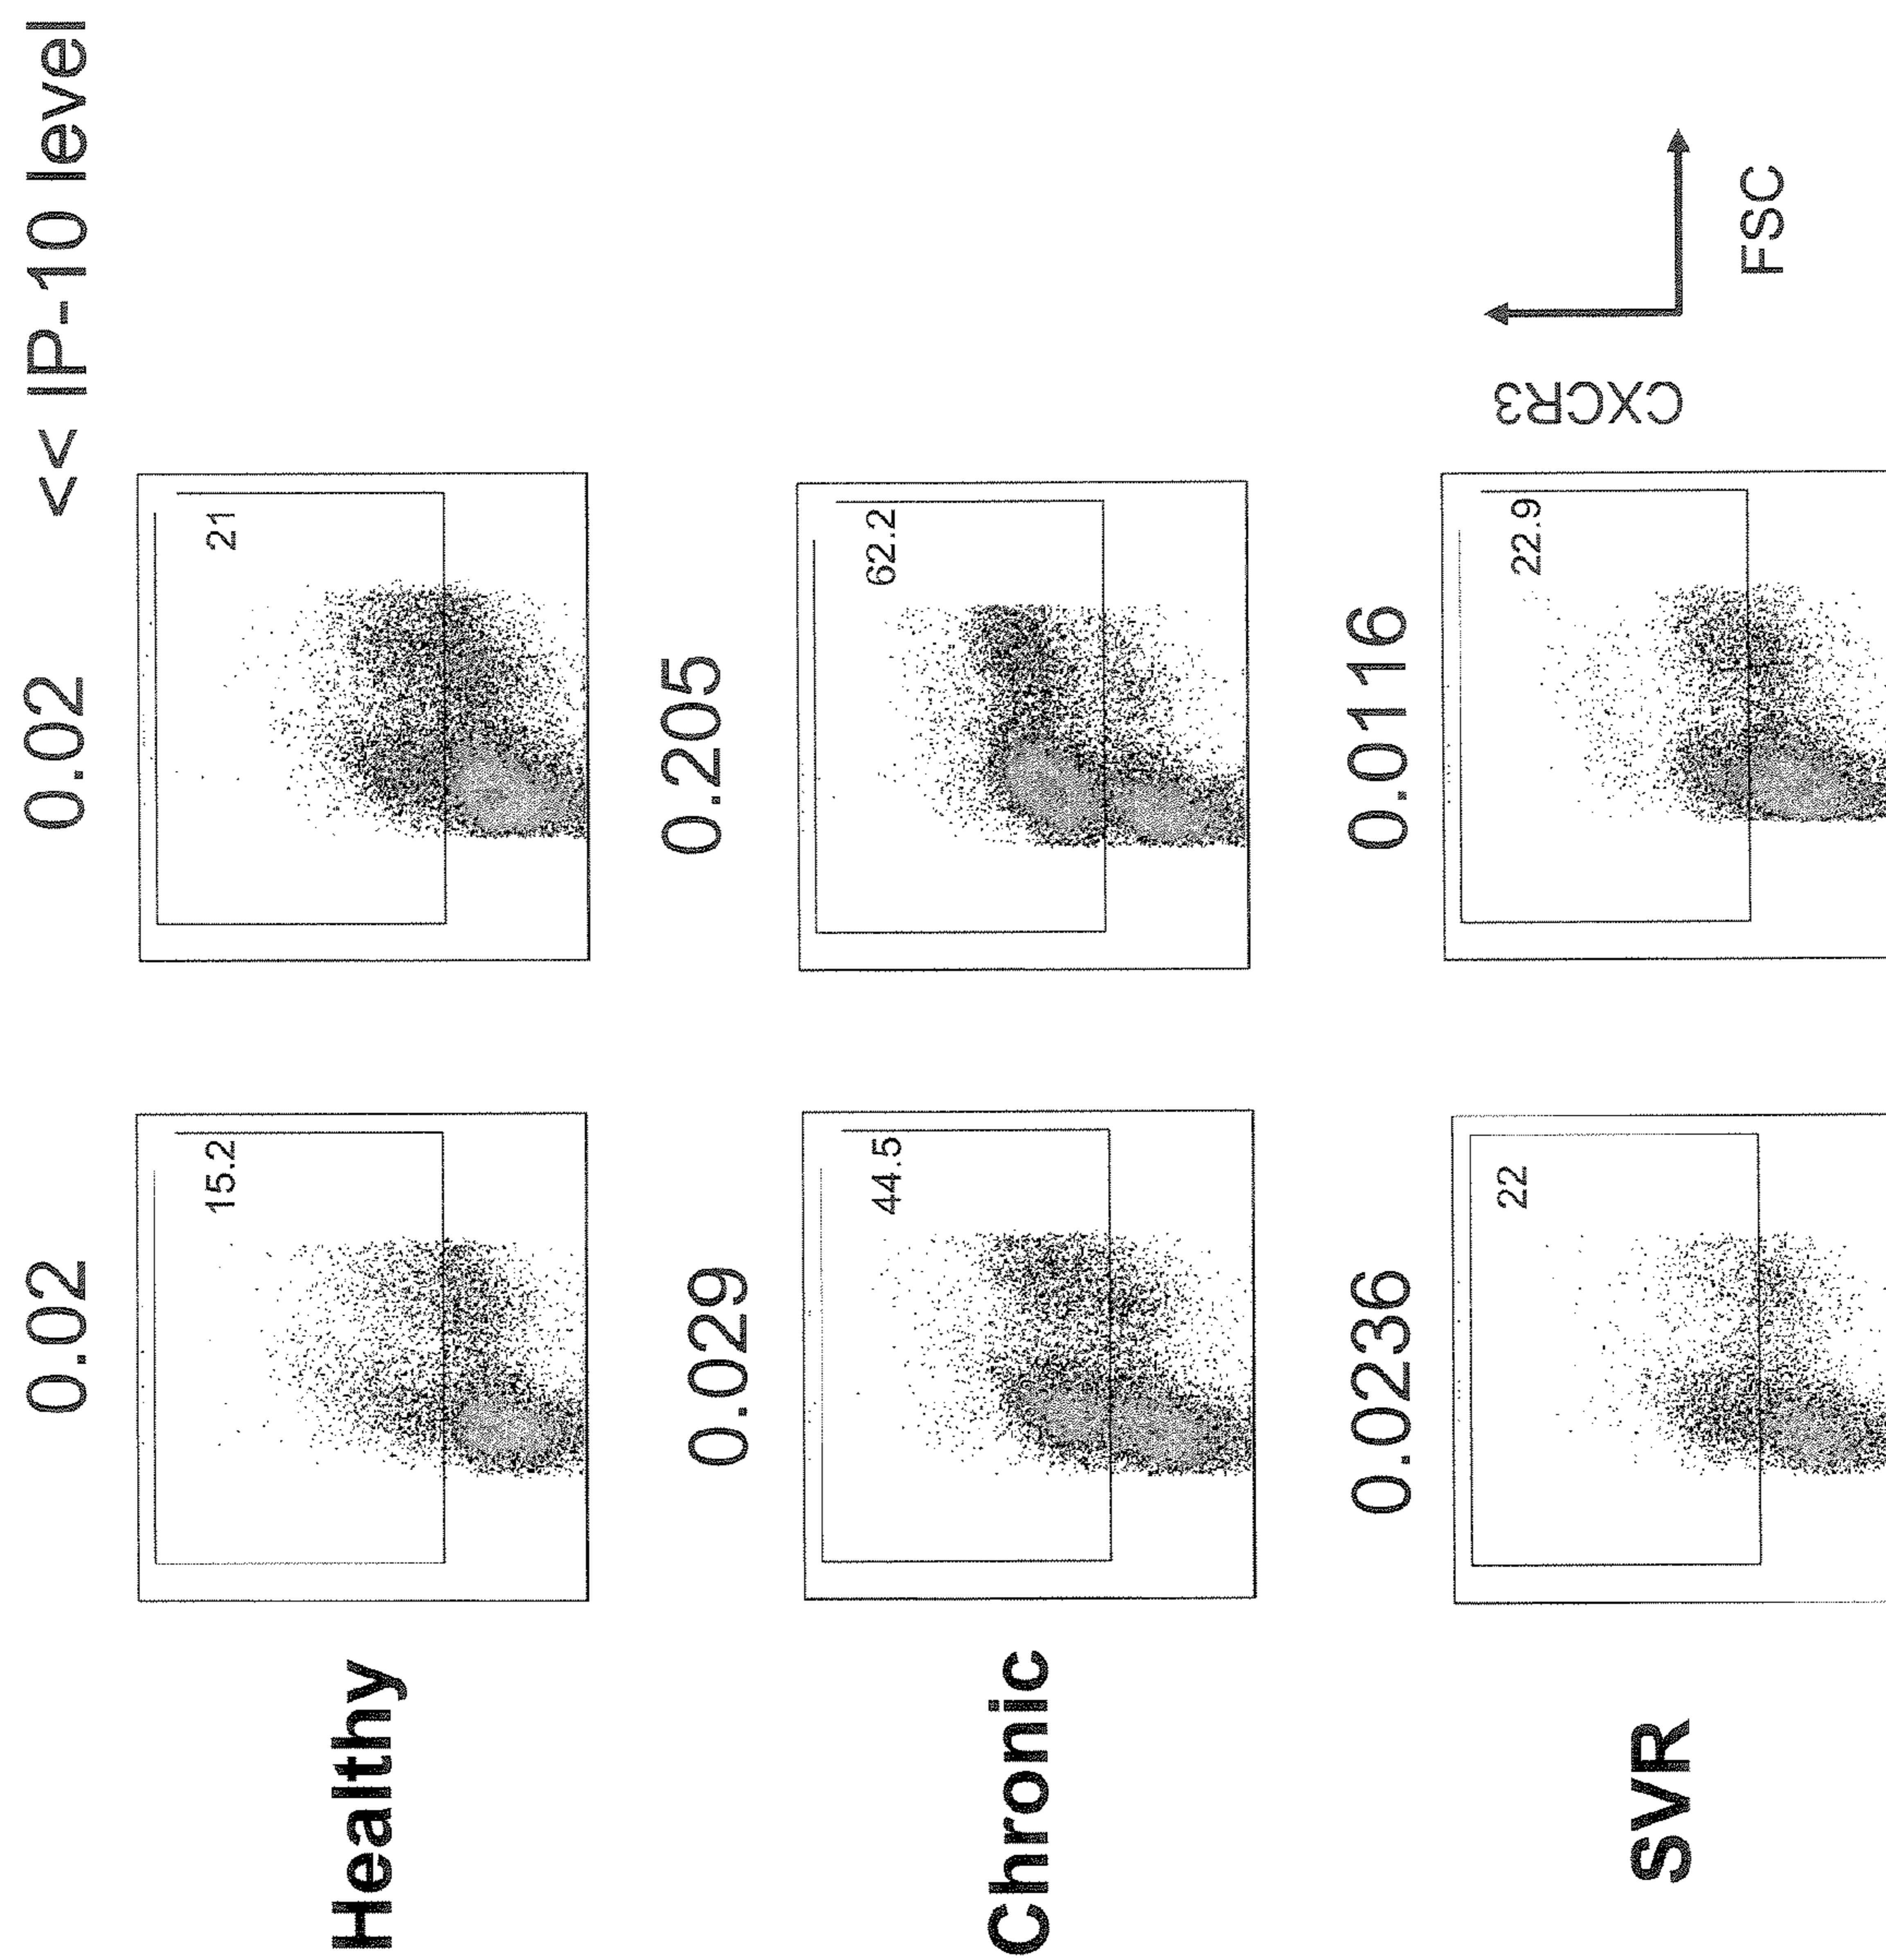 0.02 0.02 << IP-10 level
15.2 21
Healthy
0.029 0.205
44.5 62.2
Chronic
0.0236 0.0116
22 22.9
SVR
CXCR3
FSC